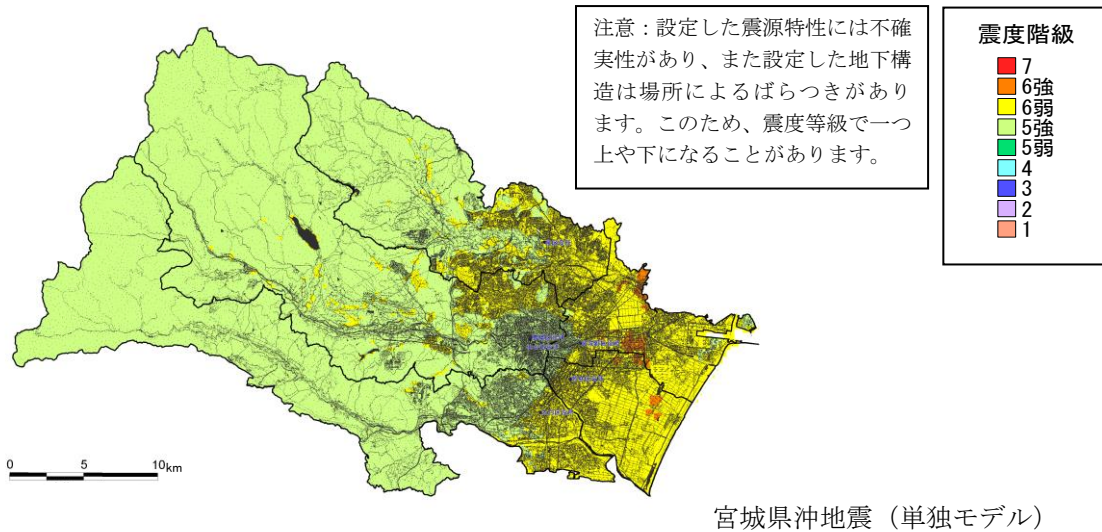 注意：設定した震源特性には不確
実性があり、また設定した地下構
造は場所によるばらつきがあり
ます。このため、震度等級で一つ
上や下になることがあります。
震度階級
7
6強
6弱
5強
5弱
4
3
2
1
0 5 10km
宮城県沖地震（単独モデル）